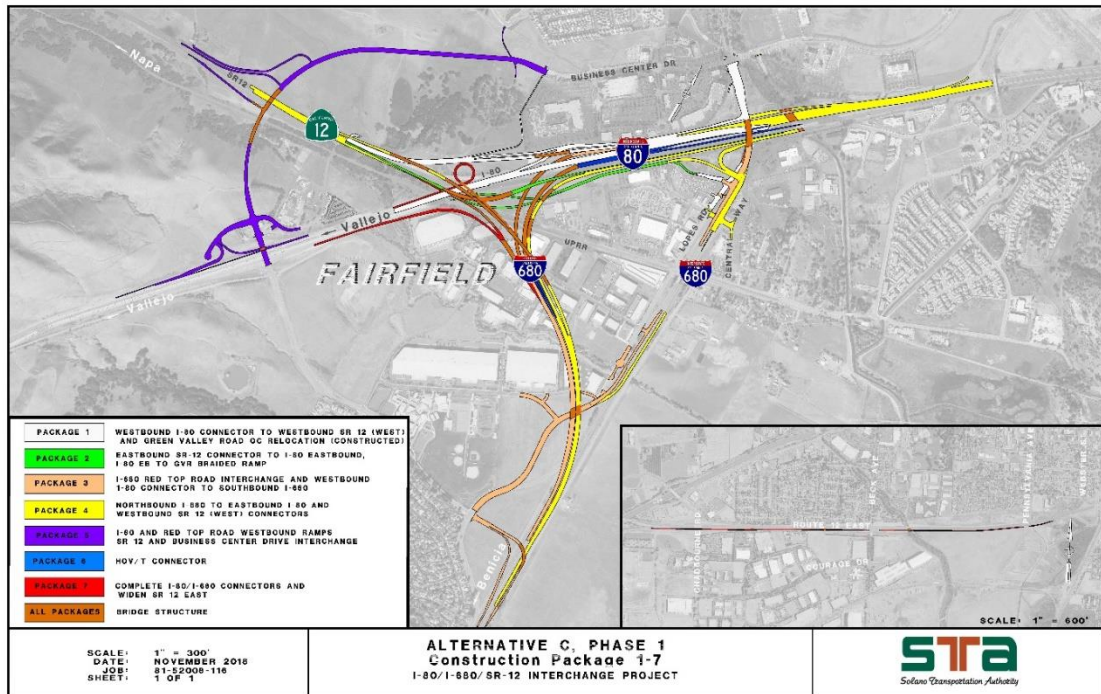 Napa
SR12
BUSINESS CENTER DR
CALIFORNIA
12
80
I-80
Vallejo
LOPES RO
CENTRAL WAY
UPRR
FAIRFIELD
680
680
Vallejo
Benicia
PACKAGE 1 WESTBOUND I-80 CONNECTOR TO WESTBOUND SR 12 (WEST)
AND GREEN VALLEY ROAD OC RELOCATION (CONSTRUCTED)
PACKAGE 2 EASTBOUND SR-12 CONNECTOR TO I-80 EASTBOUND,
I-80 EB TO GVR BRAIDED RAMP
PACKAGE 3 I-680 RED TOP ROAD INTERCHANGE AND WESTBOUND
I-80 CONNECTOR TO SOUTHBOUND I-680
PACKAGE 4 NORTHBOUND I-680 TO EASTBOUND I-80 AND
WESTBOUND SR 12 (WEST) CONNECTORS
PACKAGE 5 I-80 AND RED TOP ROAD WESTBOUND RAMPS
SR 12 AND BUSINESS CENTER DRIVE INTERCHANGE
PACKAGE 6 HOV/T CONNECTOR
PACKAGE 7 COMPLETE I-80/I-680 CONNECTORS AND
WIDEN SR 12 EAST
ALL PACKAGES BRIDGE STRUCTURE
CHADBOURNE RD
BECK AVE
PENNSYLVANIA AVE
WEBSTER ST
ROUTE 12 EAST
COURAGE DR
SCALE: 1" = 600'
SCALE: 1" = 300'
DATE: NOVEMBER 2018
JOB: 81-52008-116
SHEET: 1 OF 1
ALTERNATIVE C, PHASE 1
Construction Package 1-7
I-80/I-680/SR-12 INTERCHANGE PROJECT
STA
Solano Transportation Authority